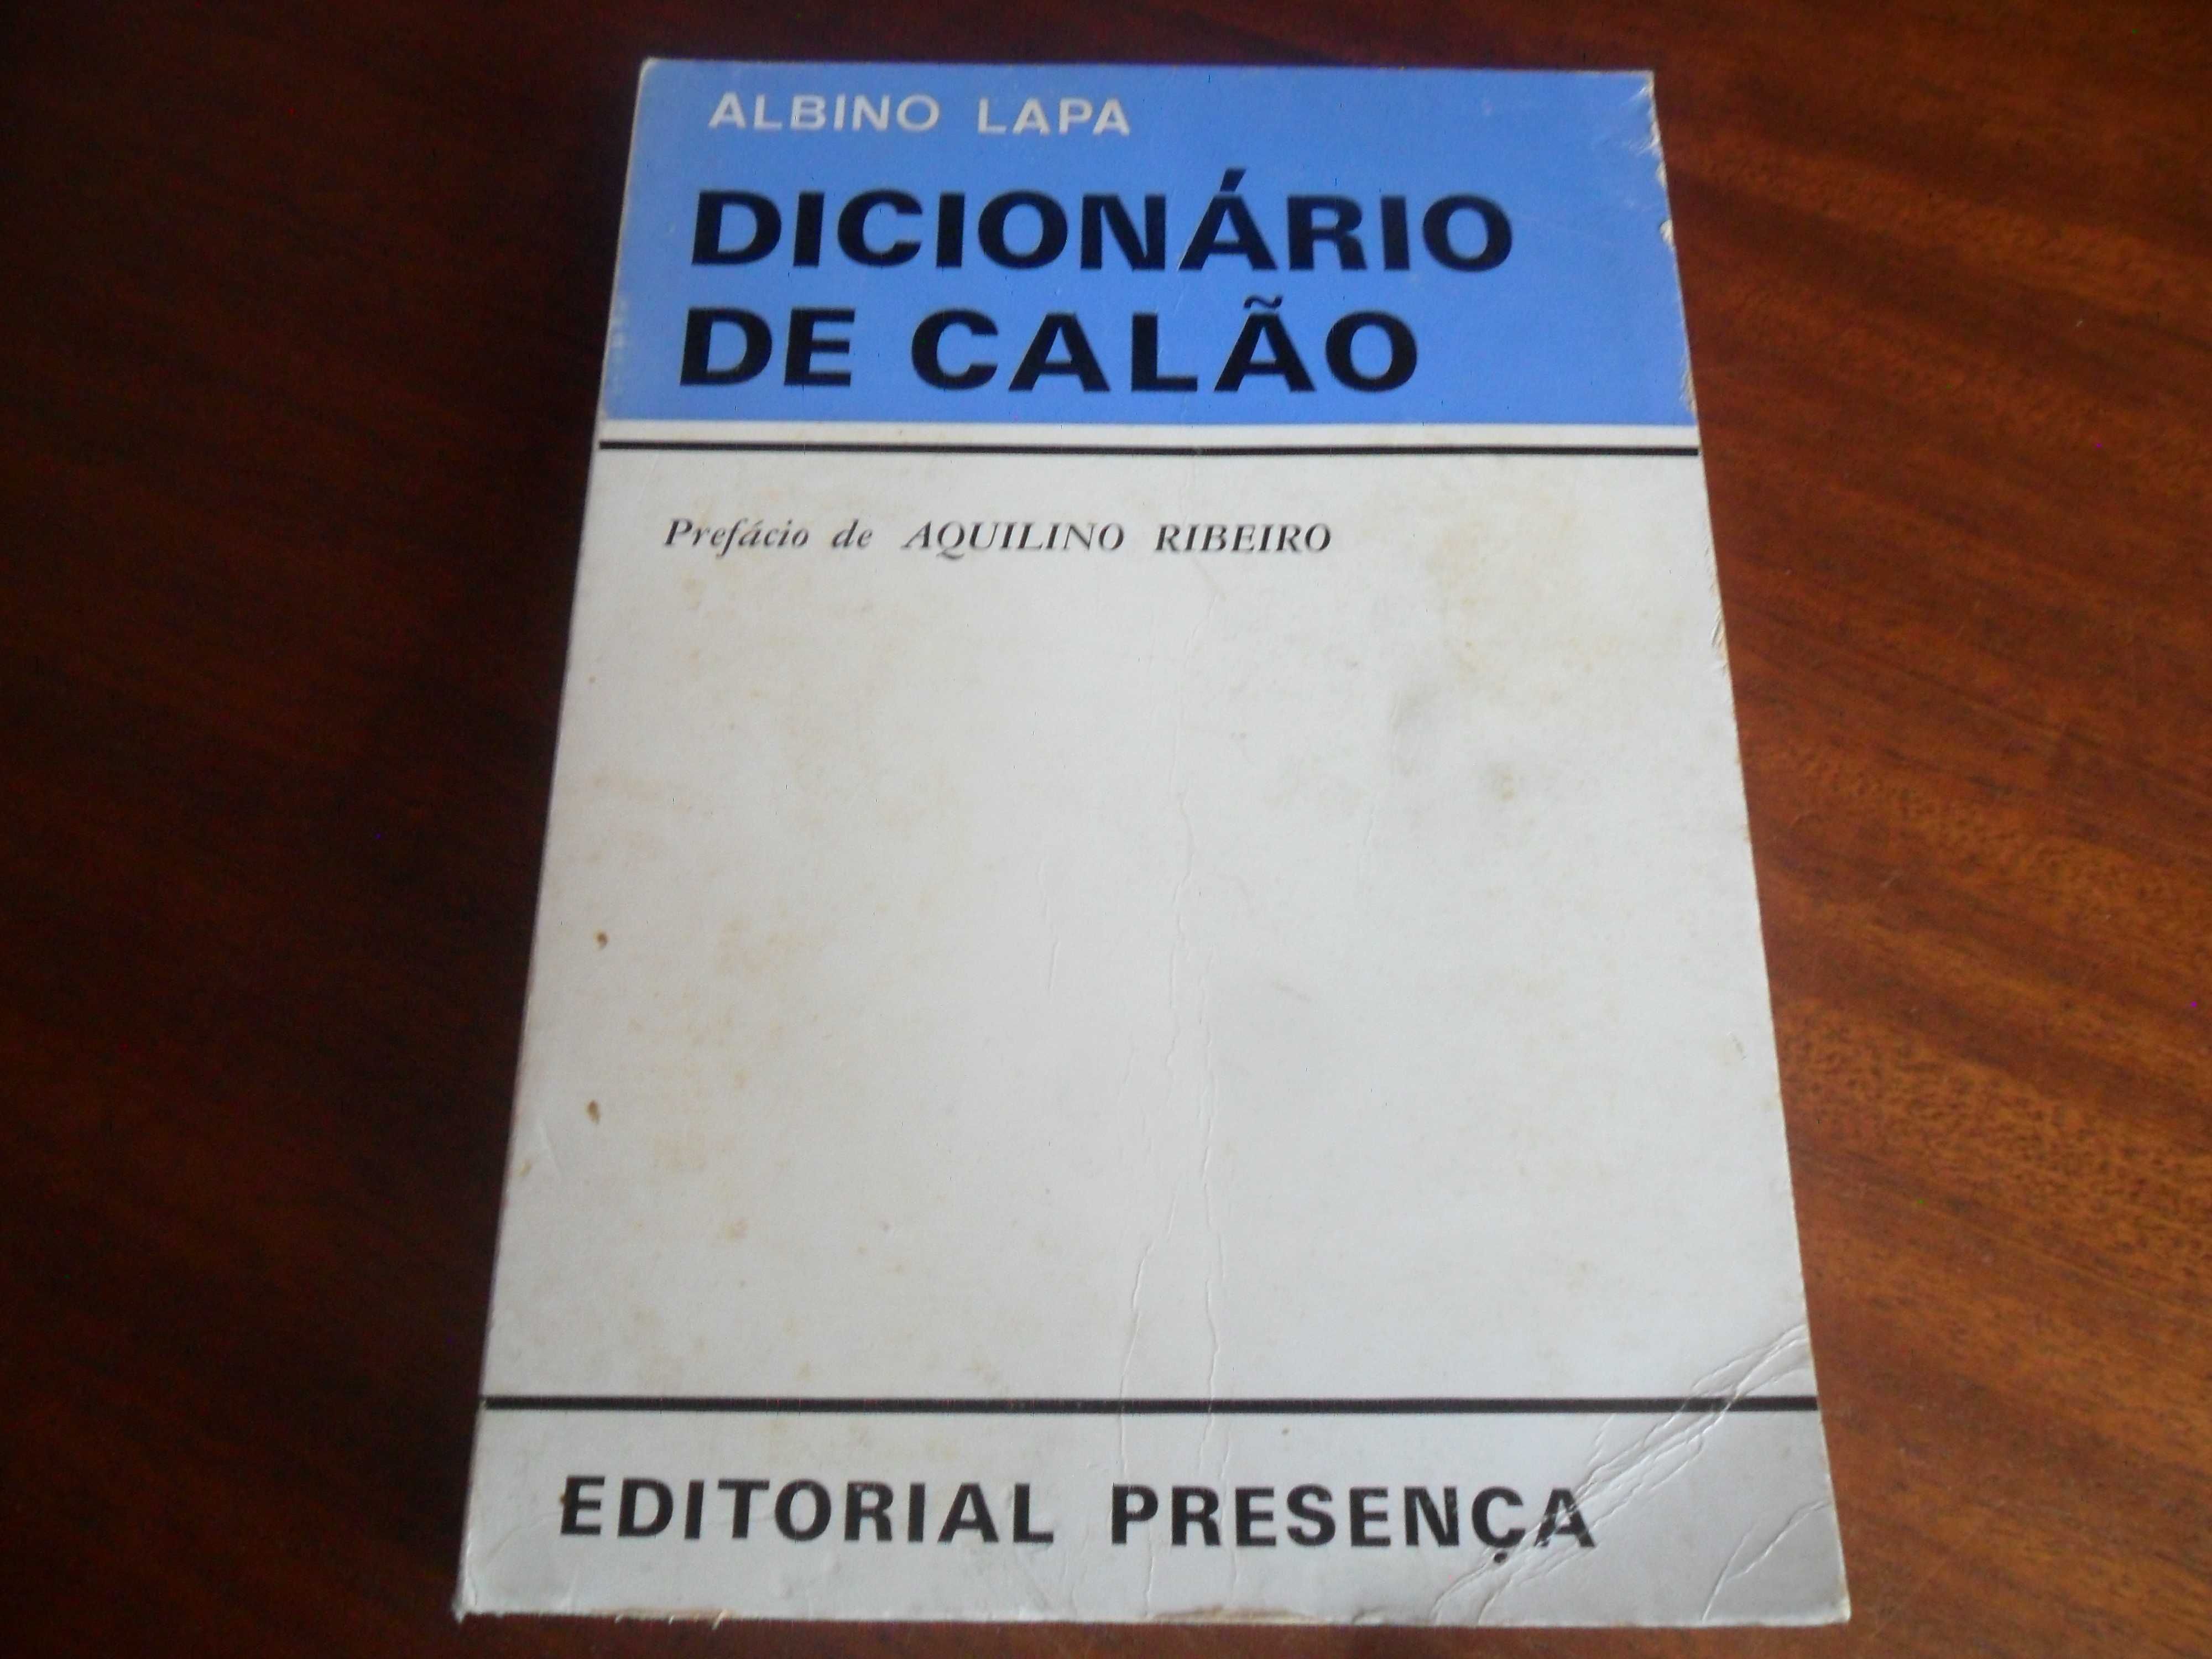 ALBINO LAPA
DICIONÁRIO
DE CALÃO
Prefácio de AQUILINO RIBEIRO
EDITORIAL PRESENÇA